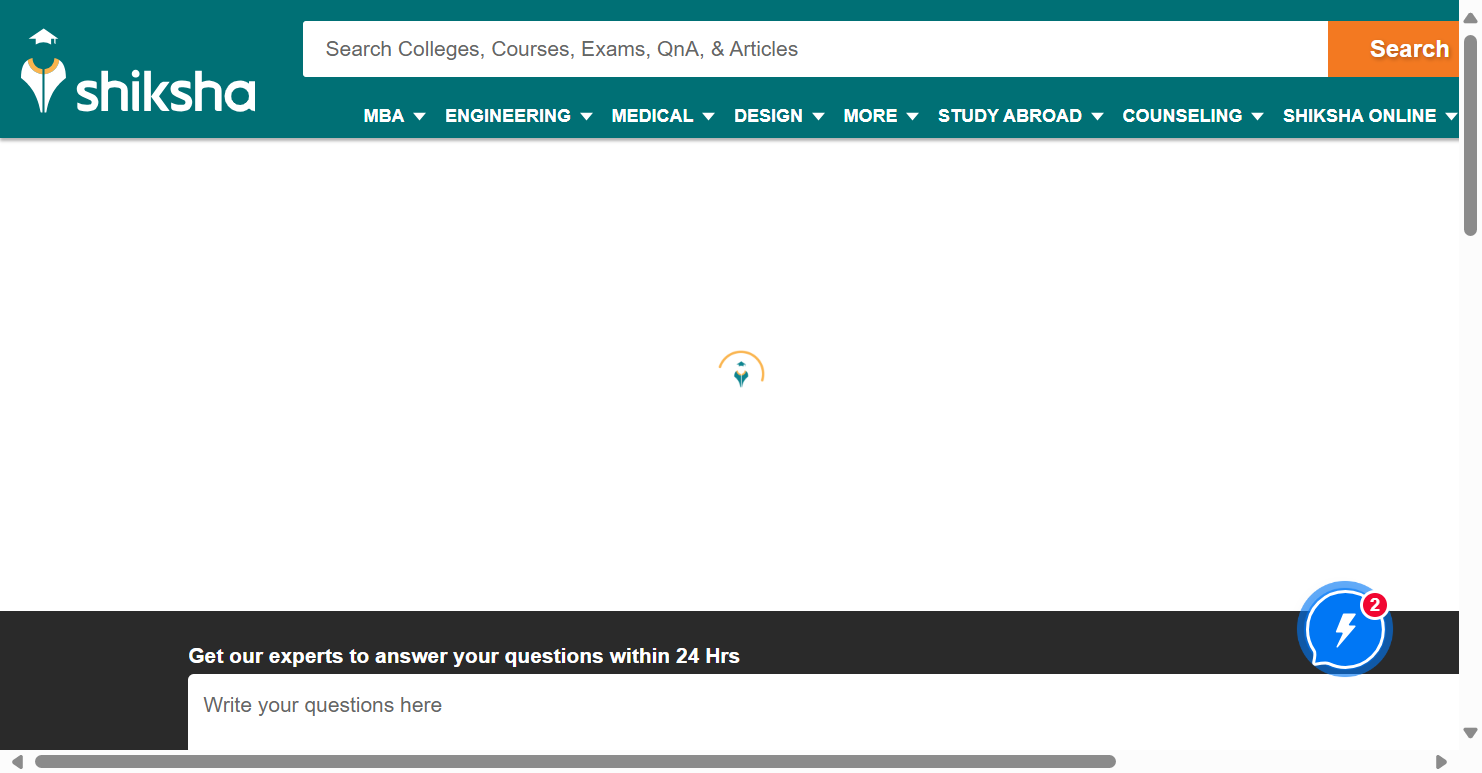 shiksha
Search Colleges, Courses, Exams, QnA, & Articles
Search
MBA ENGINEERING MEDICAL DESIGN MORE STUDY ABROAD COUNSELING SHIKSHA ONLINE
2
Get our experts to answer your questions within 24 Hrs
Write your questions here